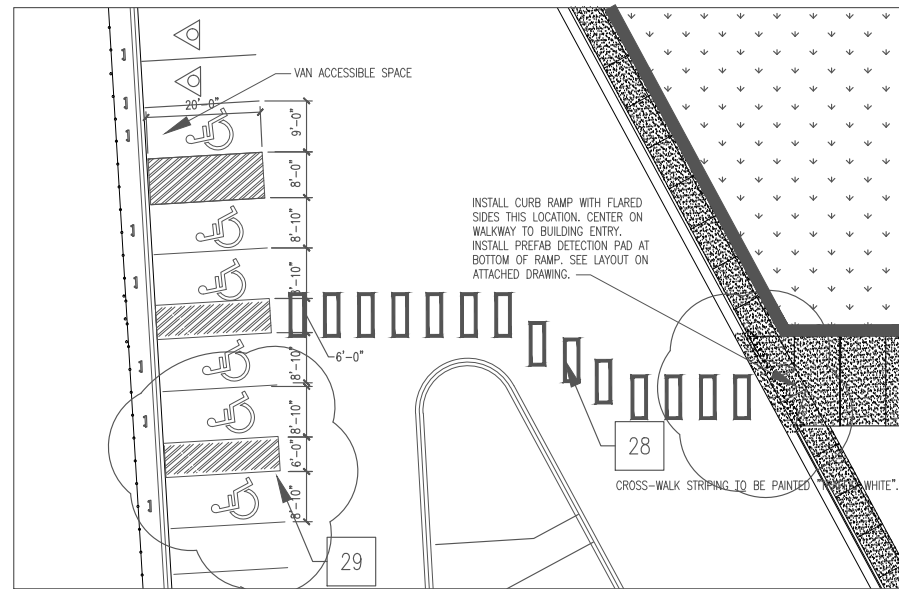 VAN ACCESSIBLE SPACE
20'-0"
9'-0"
8'-0"
8'-10"
8'-10"
6'-0"
8'-10"
8'-10"
6'-0"
8'-10"
INSTALL CURB RAMP WITH FLARED
SIDES THIS LOCATION. CENTER ON
WALKWAY TO BUILDING ENTRY.
INSTALL PREFAB DETECTION PAD AT
BOTTOM OF RAMP. SEE LAYOUT ON
ATTACHED DRAWING.
28
CROSS-WALK STRIPING TO BE PAINTED WHITE".
29